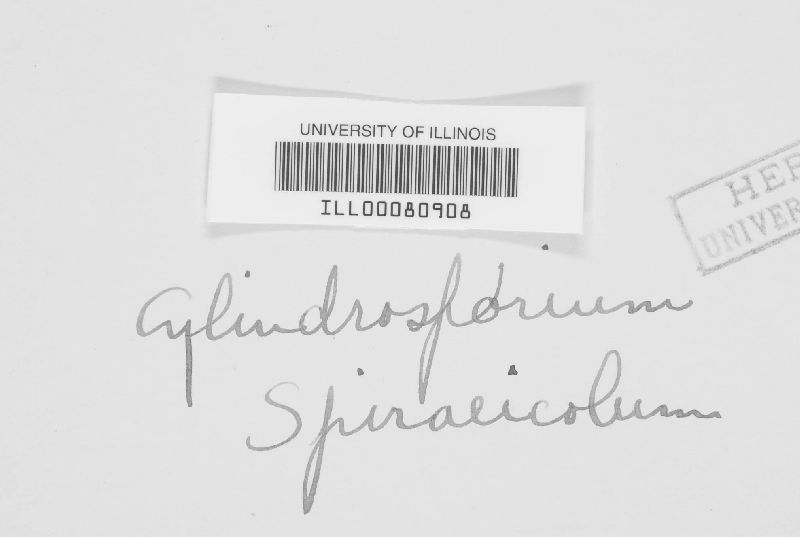 UNIVERSITY OF ILLINOIS
ILL00080908
HER
UNIVER
Cylindrosporium
Spiraeicolum